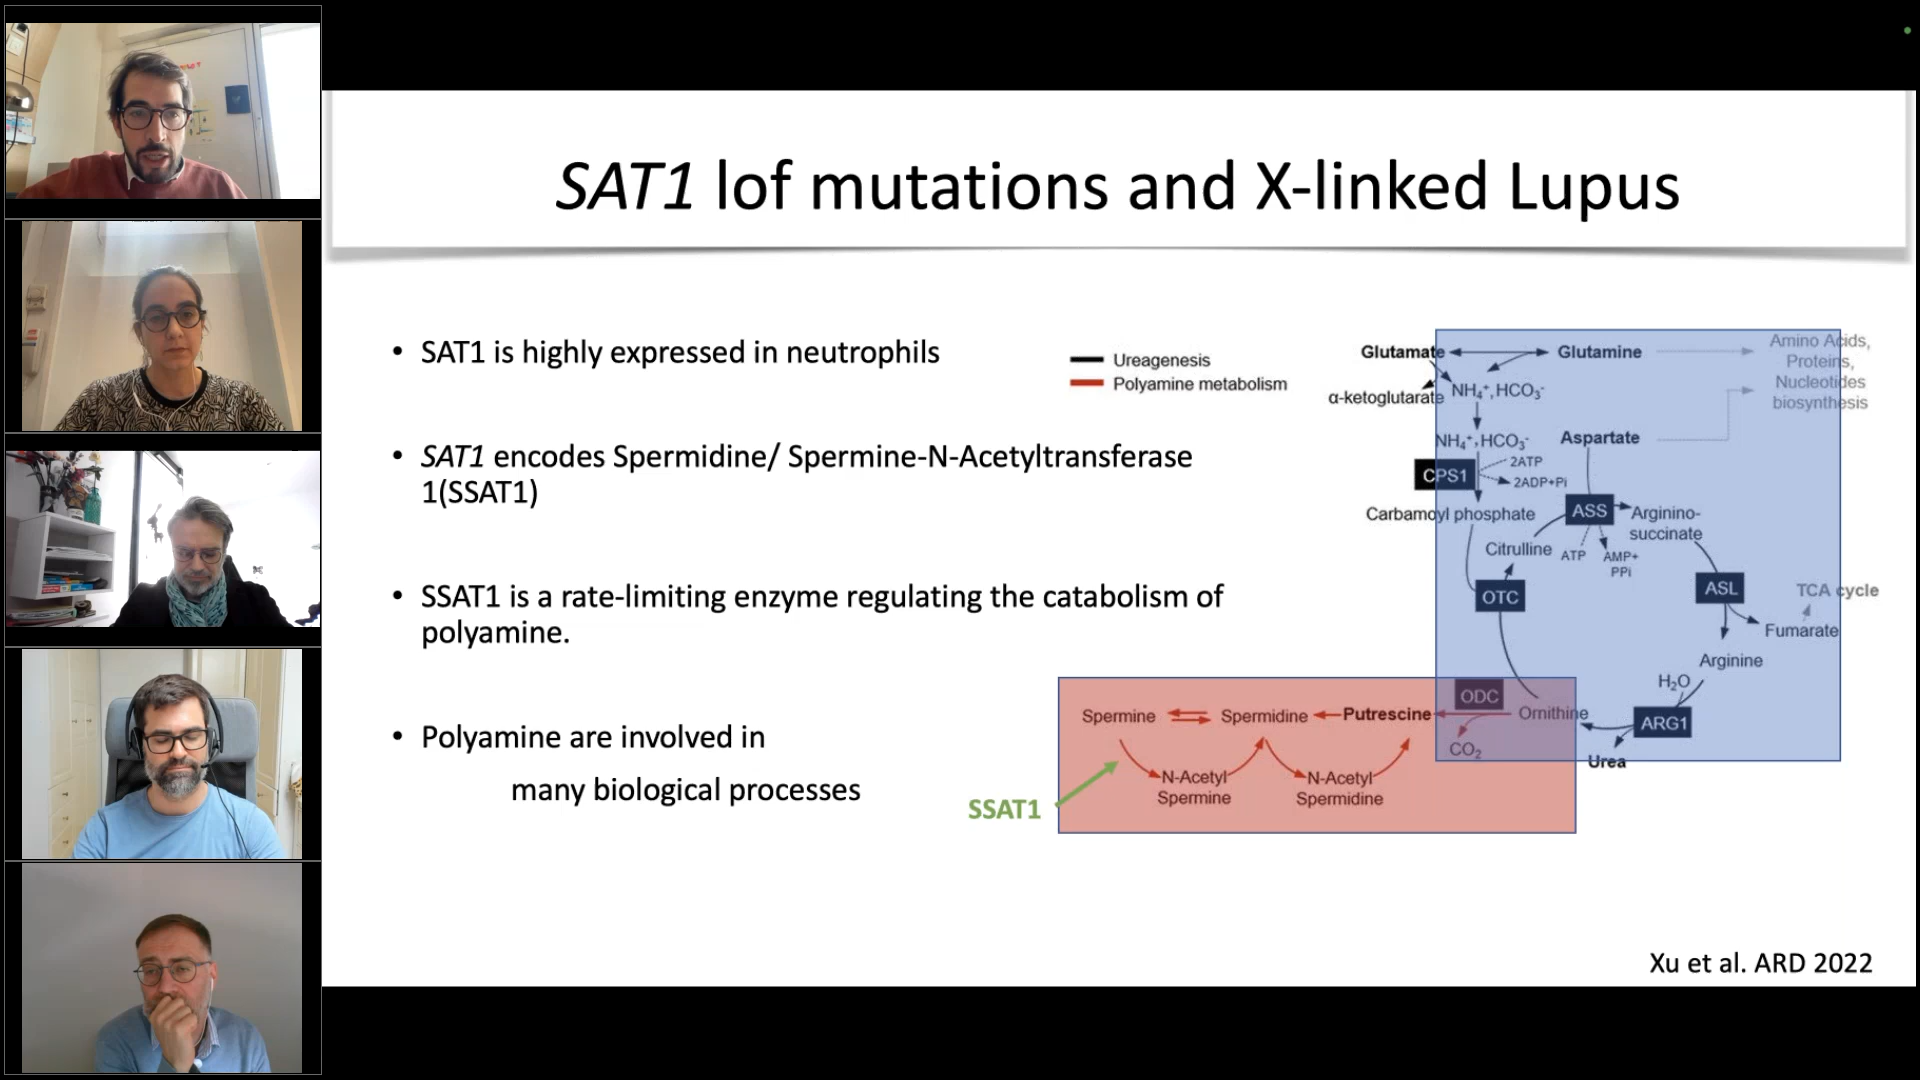 SAT1 lof mutations and X-linked Lupus
• SAT1 is highly expressed in neutrophils
• SAT1 encodes Spermidine/ Spermine-N-Acetyltransferase
1(SSAT1)
• SSAT1 is a rate-limiting enzyme regulating the catabolism of
polyamine.
• Polyamine are involved in
many biological processes
Ureagenesis
Polyamine metabolism
Glutamate
Glutamine
Amino Acids,
Proteins,
Nucleotides
biosynthesis
α-ketoglutarate
NH₄⁺,HCO₃⁻
NH₄⁺,HCO₃⁻
Aspartate
2ATP
CPS1
2ADP+Pi
Carbamoyl phosphate
ASS
Arginino-
succinate
Citrulline
ATP
AMP+
PPi
OTC
ASL
TCA cycle
Fumarate
Arginine
H₂O
ODC
Spermine
Spermidine
Putrescine
Ornithine
ARG1
CO₂
Urea
N-Acetyl
Spermine
N-Acetyl
Spermidine
SSAT1
Xu et al. ARD 2022